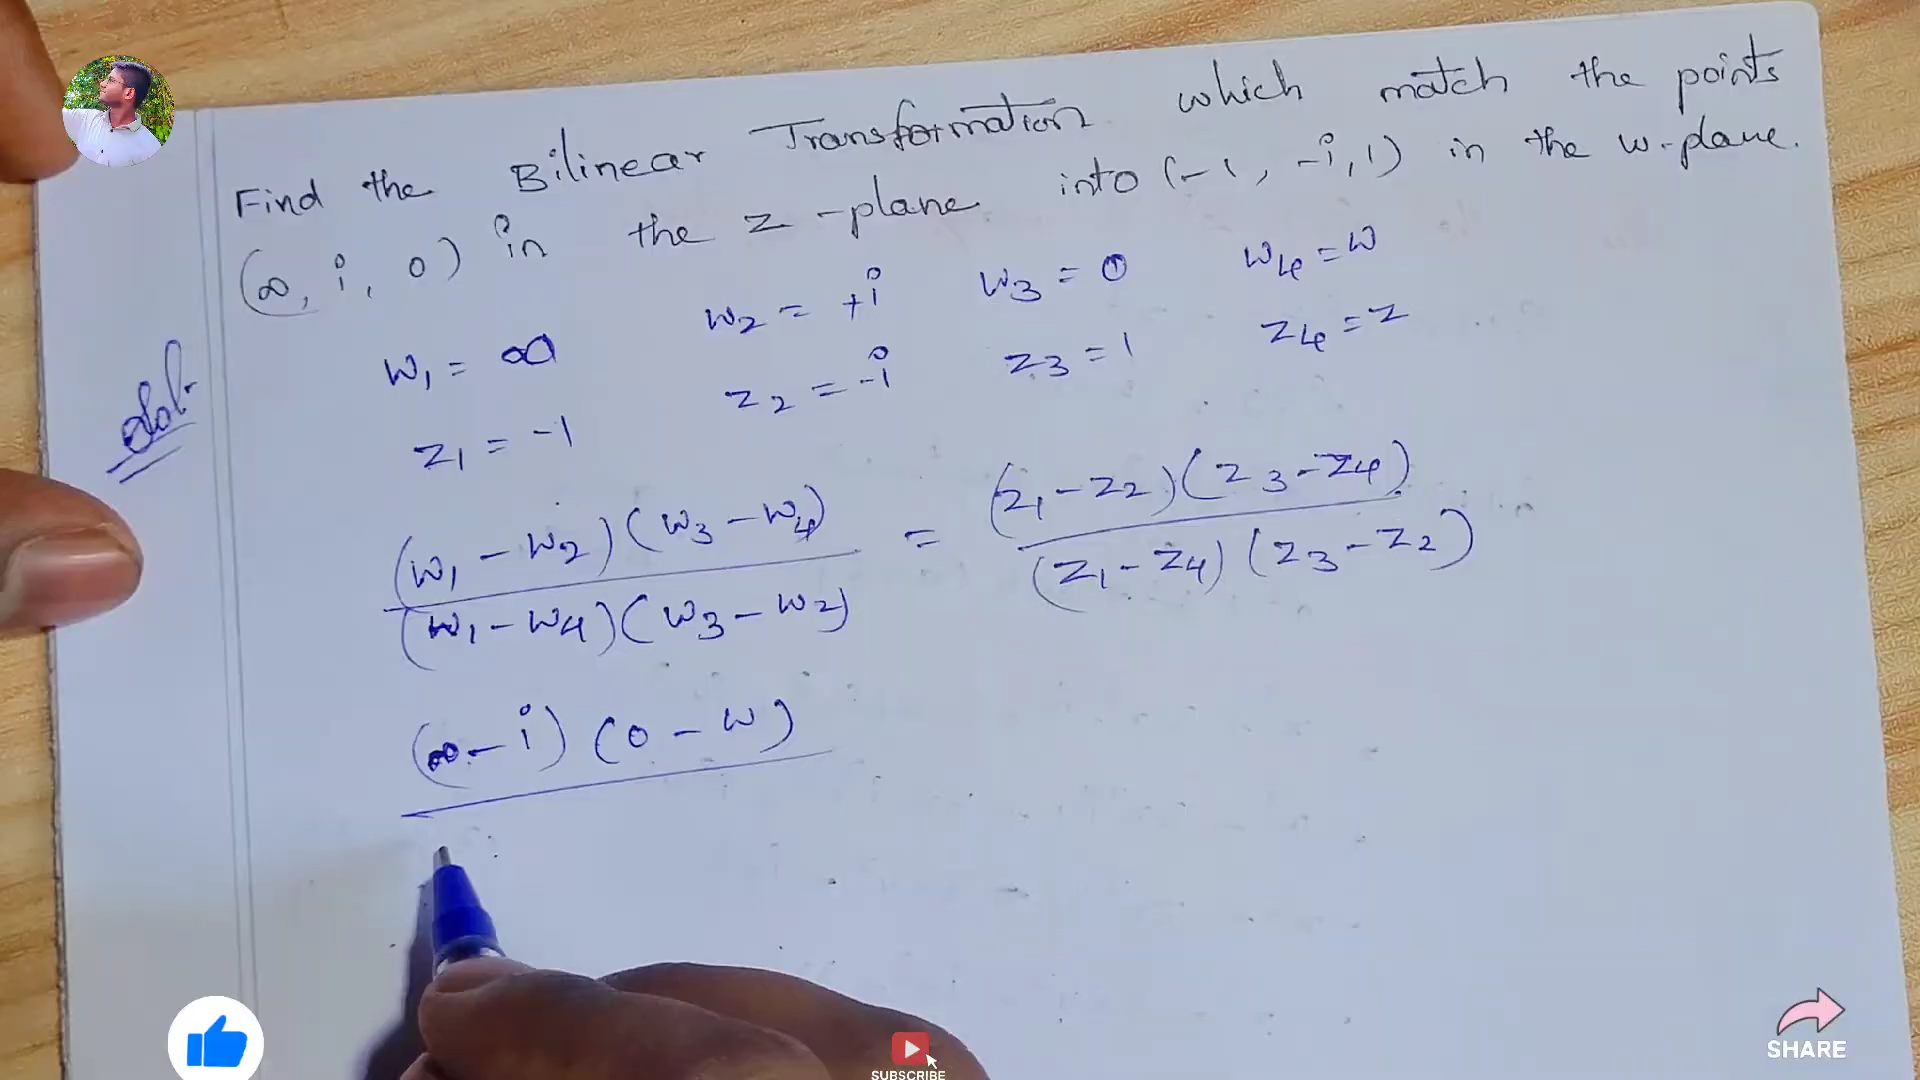 Find the Bilinear Transformation which match the points
(∞, i, 0) in the z-plane into (-1, -i, 1) in the w-plane.
Sol:-
w₁ = ∞ w₂ = +i w₃ = 0 w₄ = w
z₁ = -1 z₂ = -i z₃ = 1 z₄ = z
(w₁ - w₂)(w₃ - w₄) / (w₁ - w₄)(w₃ - w₂) = (z₁ - z₂)(z₃ - z₄) / (z₁ - z₄)(z₃ - z₂)
(∞ - i)(0 - w)
SUBSCRIBE
SHARE